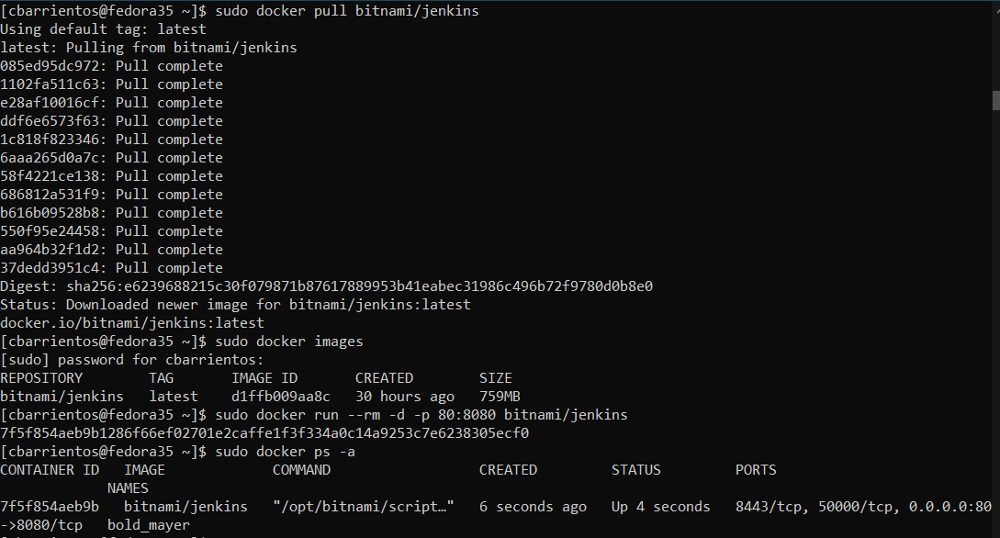 [cbarrientos@fedora35 ~]$ sudo docker pull bitnami/jenkins
Using default tag: latest
latest: Pulling from bitnami/jenkins
085ed95dc972: Pull complete
1102fa511c63: Pull complete
e28af10016cf: Pull complete
ddf6e6573f63: Pull complete
1c818f823346: Pull complete
6aaa265d0a7c: Pull complete
58f4221ce138: Pull complete
686812a531f9: Pull complete
b616b09528b8: Pull complete
550f95e24458: Pull complete
aa964b32f1d2: Pull complete
37dedd3951c4: Pull complete
Digest: sha256:e6239688215c30f079871b87617889953b41eabec31986c496b72f9780d0b8e0
Status: Downloaded newer image for bitnami/jenkins:latest
docker.io/bitnami/jenkins:latest
[cbarrientos@fedora35 ~]$ sudo docker images
[sudo] password for cbarrientos:
REPOSITORY        TAG       IMAGE ID       CREATED        SIZE
bitnami/jenkins   latest    d1ffb009aa8c   30 hours ago   759MB
[cbarrientos@fedora35 ~]$ sudo docker run --rm -d -p 80:8080 bitnami/jenkins
7f5f854aeb9b1286f66ef02701e2caffe1f3f334a0c14a9253c7e6238305ecf0
[cbarrientos@fedora35 ~]$ sudo docker ps -a
CONTAINER ID   IMAGE             COMMAND                  CREATED         STATUS         PORTS
             NAMES
7f5f854aeb9b   bitnami/jenkins   "/opt/bitnami/script…"   6 seconds ago   Up 4 seconds   8443/tcp, 50000/tcp, 0.0.0.0:80
->8080/tcp   bold_mayer